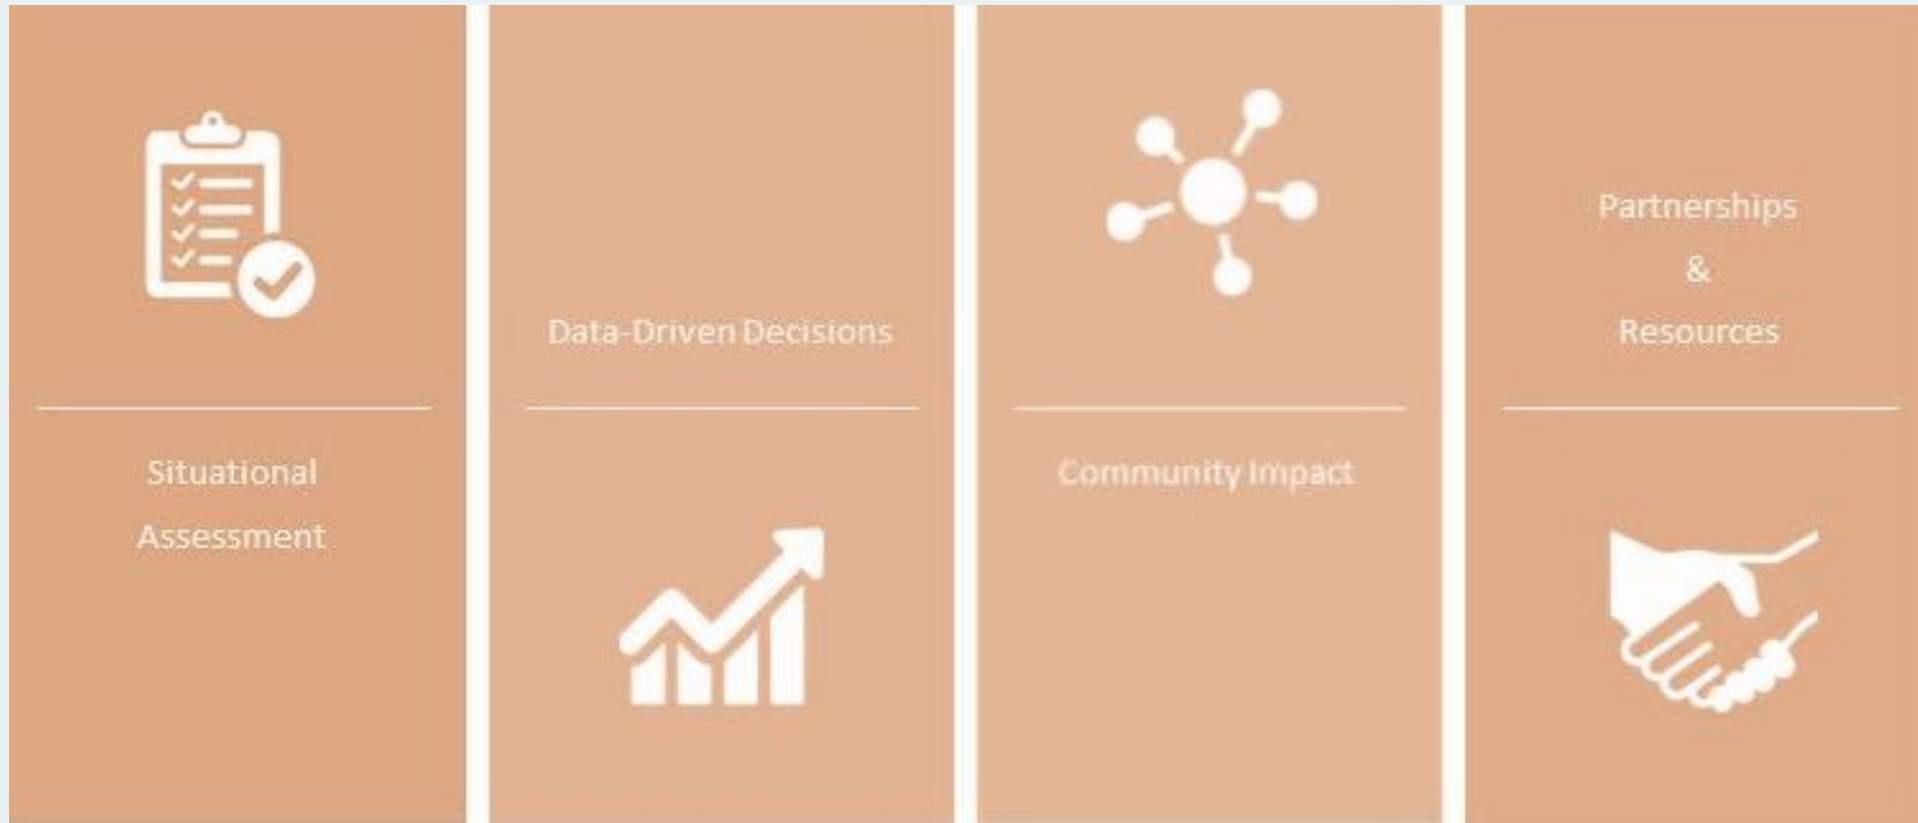 Situational
Assessment
Data-Driven Decisions
Community Impact
Partnerships
&
Resources